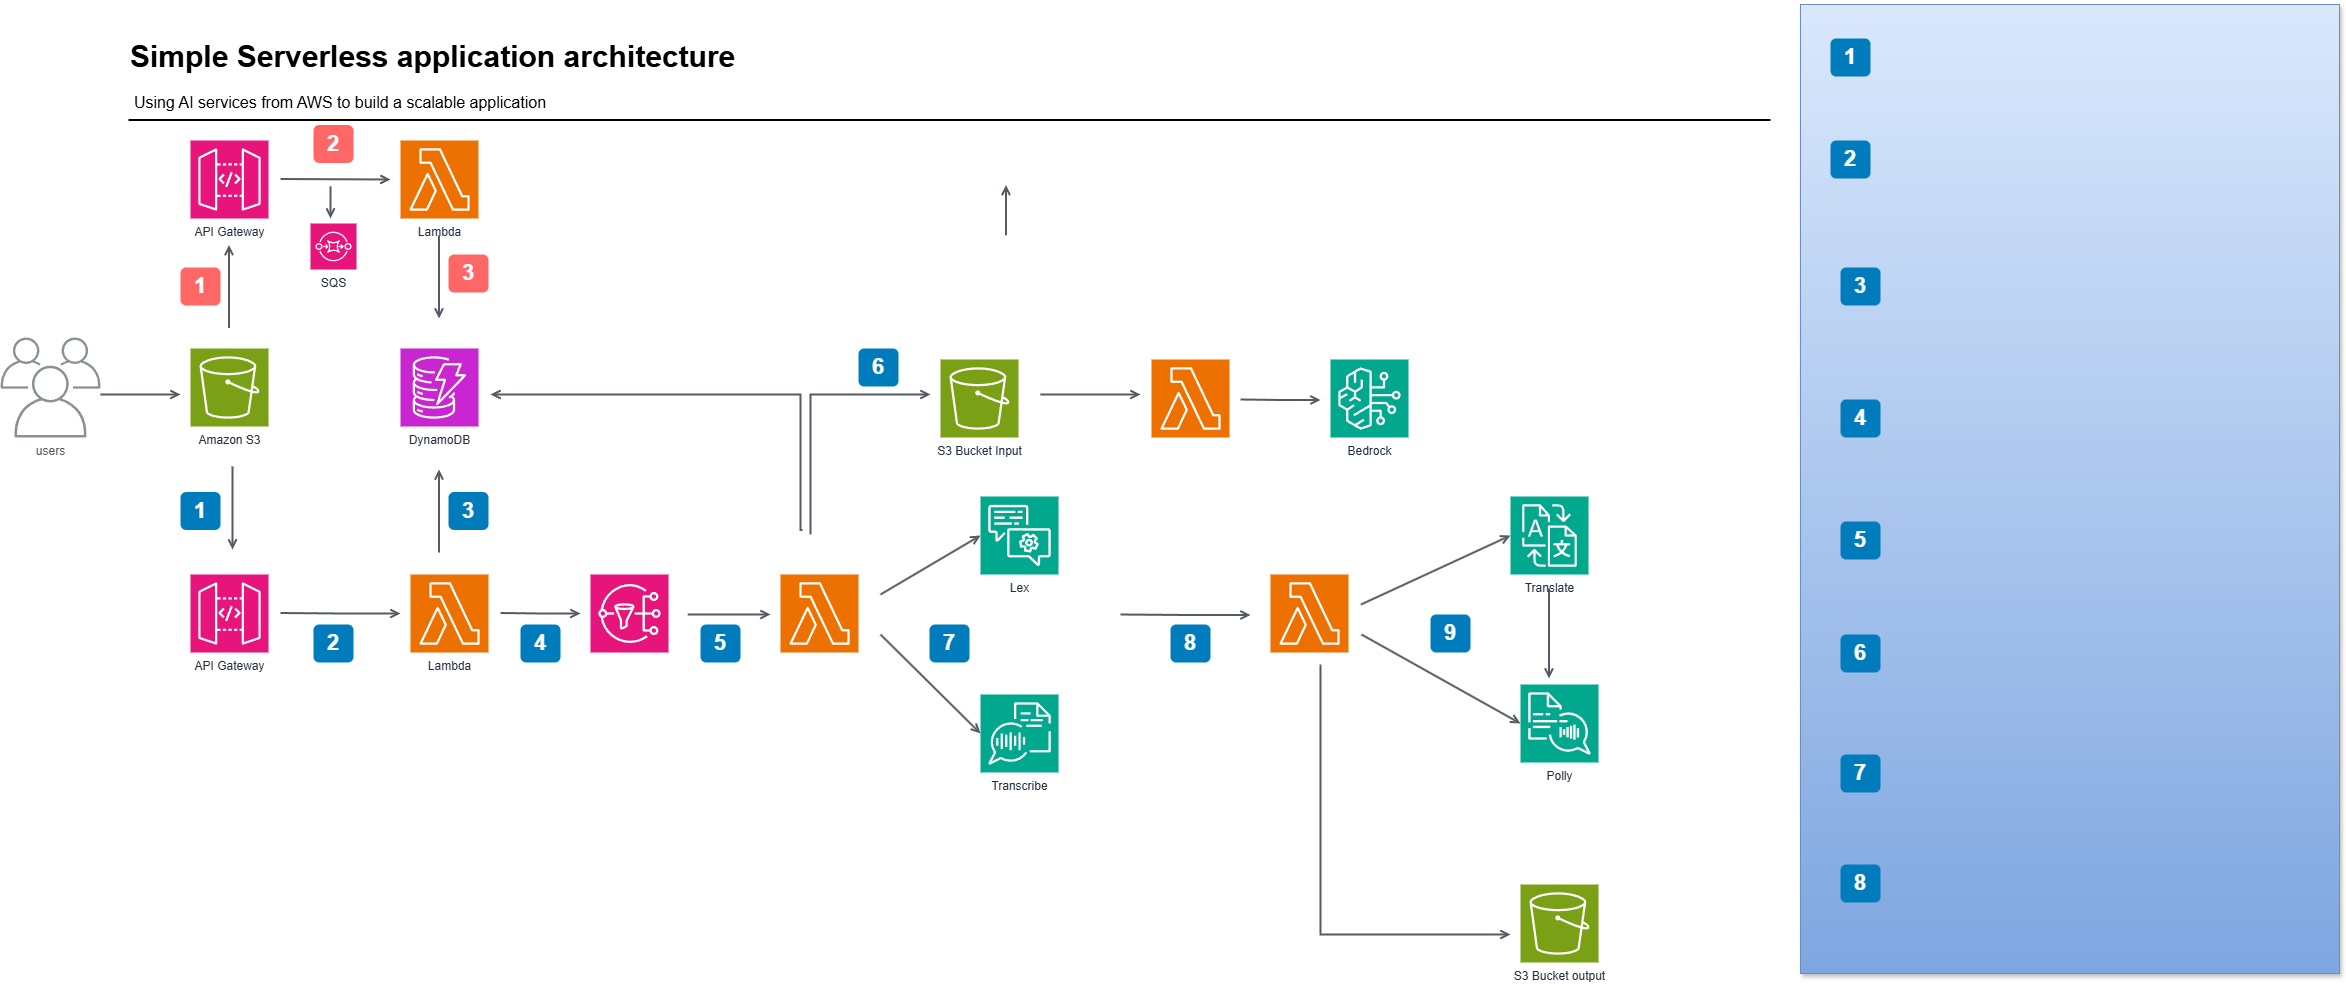 Simple Serverless application architecture
Using AI services from AWS to build a scalable application
2
API Gateway
Lambda
SQS
1
3
users
Amazon S3
DynamoDB
6
S3 Bucket Input
Bedrock
1
3
Lex
Translate
API Gateway
2
Lambda
4
5
7
8
9
Transcribe
Polly
S3 Bucket output
A
文
1
2
3
4
5
6
7
8